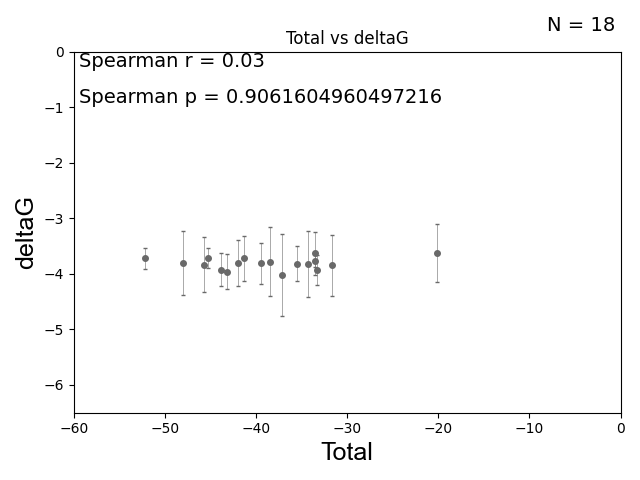 N = 18
Total vs deltaG
Spearman r = 0.03
Spearman p = 0.9061604960497216
deltaG
0
−1
−2
−3
−4
−5
−6
−60
−50
−40
−30
−20
−10
0
Total